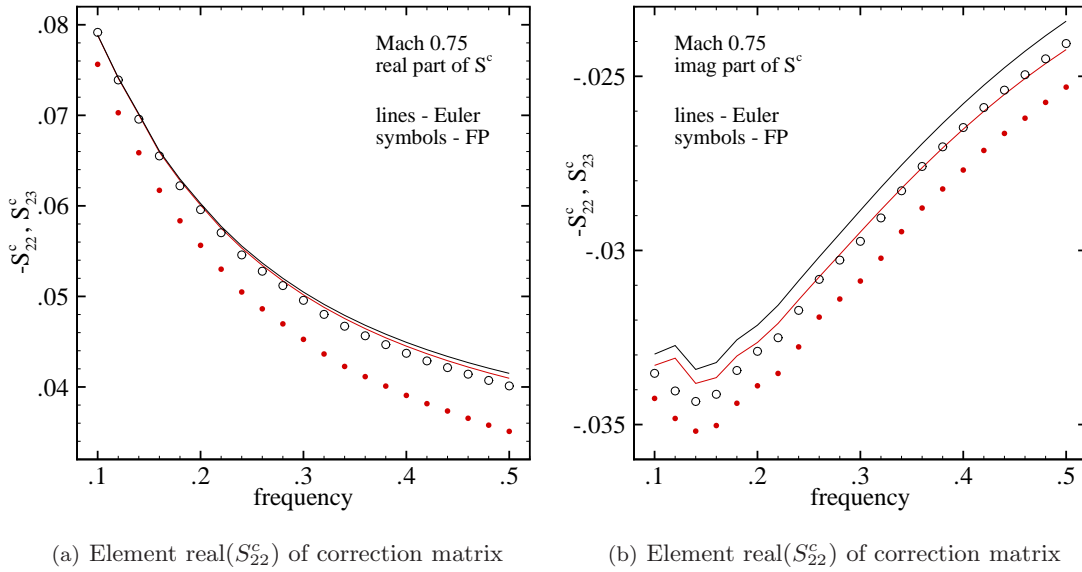 .08
.07
.06
.05
.04
-S^c_22, S^c_23
Mach 0.75
real part of S^c
lines - Euler
symbols - FP
.1 .2 .3 .4 .5
frequency
(a) Element real(S^c_22) of correction matrix
-.025
-.03
-.035
-S^c_22, S^c_23
Mach 0.75
imag part of S^c
lines - Euler
symbols - FP
.1 .2 .3 .4 .5
frequency
(b) Element real(S^c_22) of correction matrix